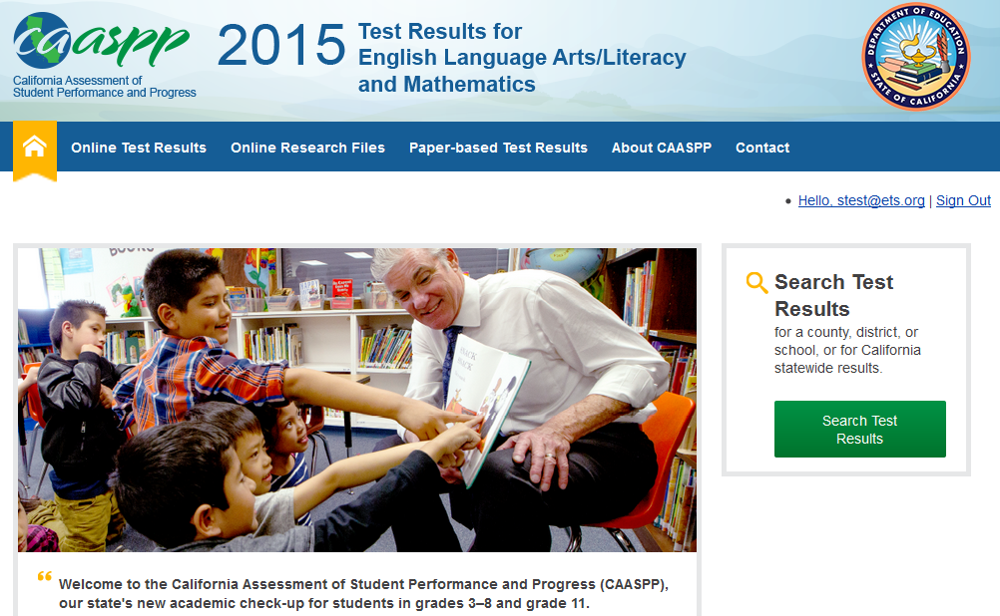 caaspp
California Assessment of
Student Performance and Progress
2015
Test Results for
English Language Arts/Literacy
and Mathematics
DEPARTMENT OF EDUCATION
STATE OF CALIFORNIA
Online Test Results
Online Research Files
Paper-based Test Results
About CAASPP
Contact
Hello, stest@ets.org | Sign Out
BOOKS
Search Test
Results
for a county, district, or
school, or for California
statewide results.
Search Test
Results
“ Welcome to the California Assessment of Student Performance and Progress (CAASPP),
our state's new academic check-up for students in grades 3–8 and grade 11.